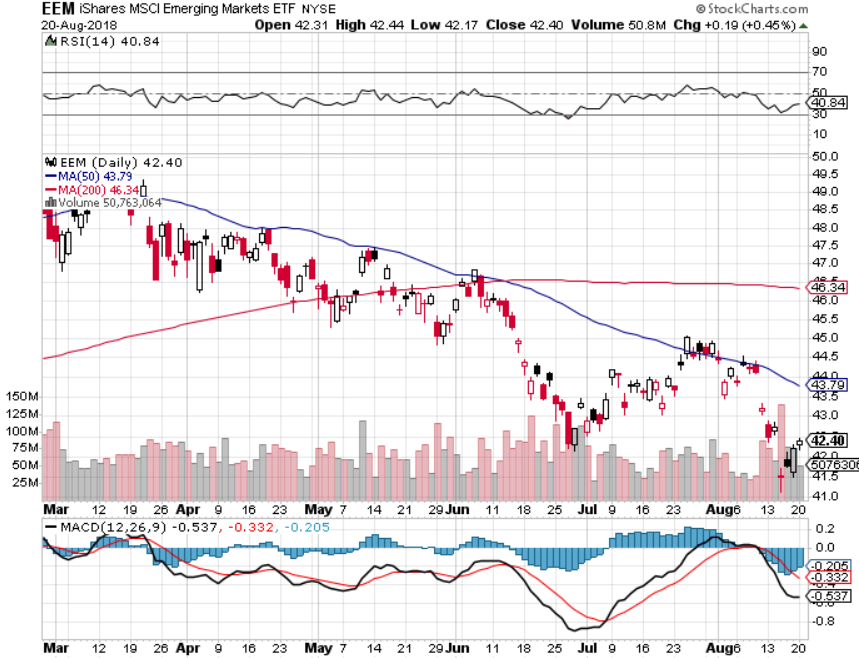 EEM iShares MSCI Emerging Markets ETF NYSE
© StockCharts.com
20-Aug-2018
Open 42.31 High 42.44 Low 42.17 Close 42.40 Volume 50.8M Chg +0.19 (+0.45%)
RSI(14) 40.84
90
70
50
40.84
30
10
EEM (Daily) 42.40
MA(50) 43.79
MA(200) 46.34
Volume 50,763,064
50.0
49.5
49.0
48.5
48.0
47.5
47.0
46.5
46.34
46.0
45.5
45.0
44.5
44.0
43.79
43.5
43.0
42.40
42.0
5076306
41.5
41.0
150M
125M
100M
75M
50M
25M
Mar 12 19 26 Apr 9 16 23 May 7 14 21 29 Jun 11 18 25 Jul 9 16 23 Aug 6 13 20
MACD(12,26,9) -0.537, -0.332, -0.205
0.2
0.0
-0.205
-0.332
-0.4
-0.537
-0.6
-0.8
Mar 12 19 26 Apr 9 16 23 May 7 14 21 29 Jun 11 18 25 Jul 9 16 23 Aug 6 13 20